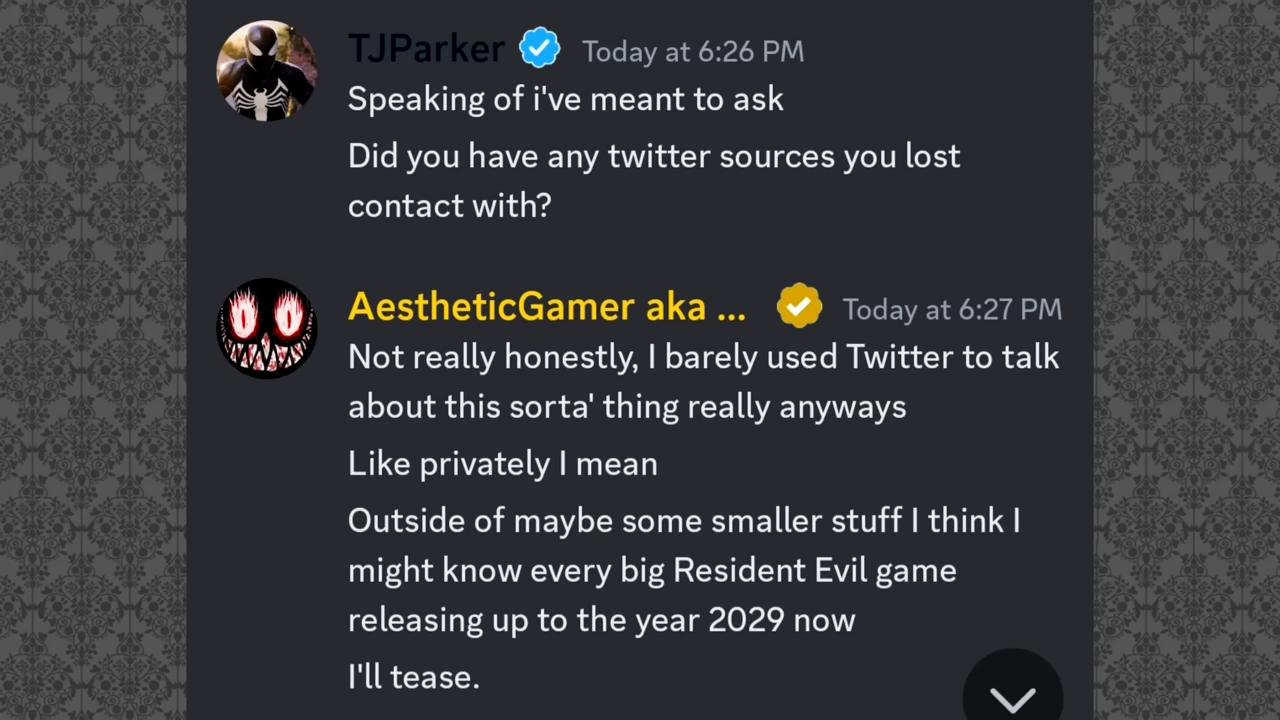 TJParker Today at 6:26 PM
Speaking of i've meant to ask
Did you have any twitter sources you lost
contact with?
AestheticGamer aka ... Today at 6:27 PM
Not really honestly, I barely used Twitter to talk
about this sorta' thing really anyways
Like privately I mean
Outside of maybe some smaller stuff I think I
might know every big Resident Evil game
releasing up to the year 2029 now
I'll tease.